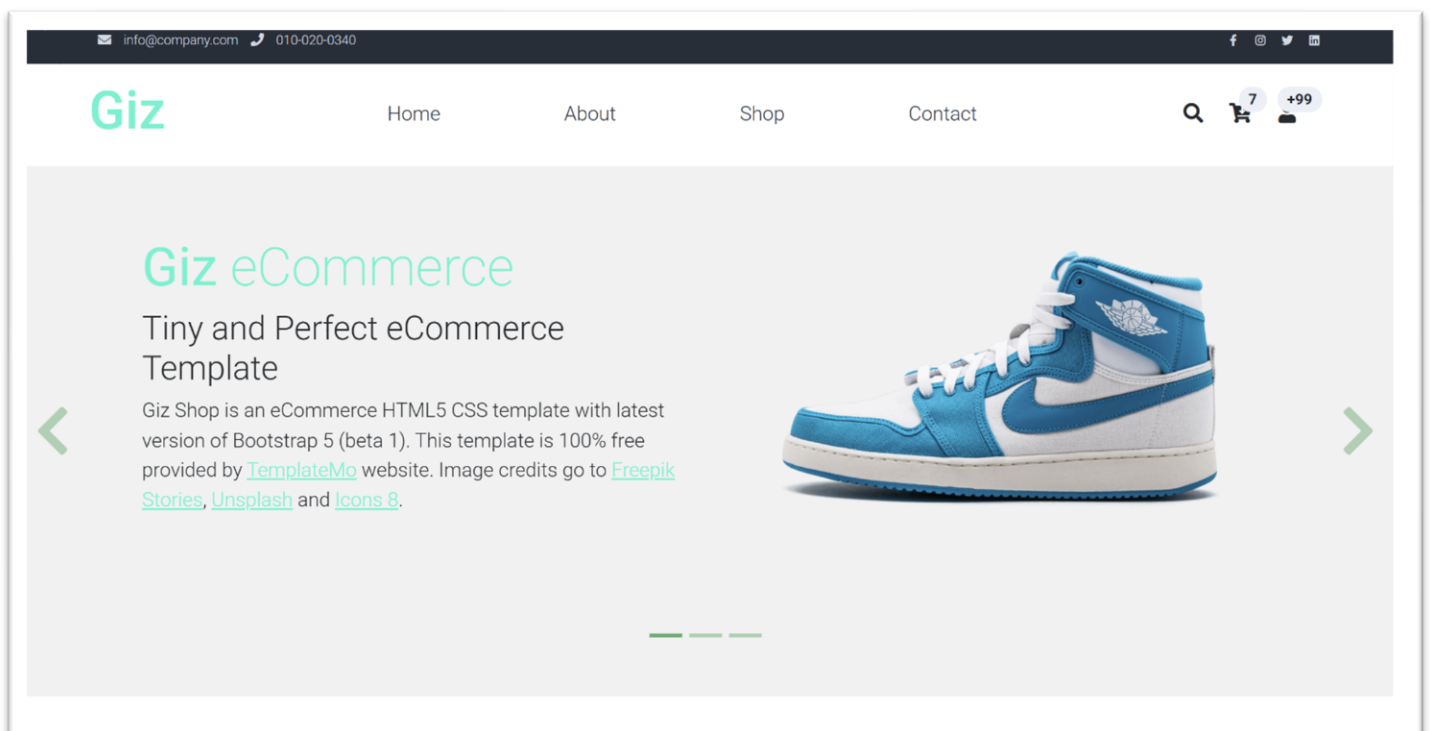 info@company.com 010-020-0340
Giz
Home About Shop Contact
7 +99
Giz eCommerce
Tiny and Perfect eCommerce
Template
Giz Shop is an eCommerce HTML5 CSS template with latest
version of Bootstrap 5 (beta 1). This template is 100% free
provided by TemplateMo website. Image credits go to Freepik
Stories, Unsplash and Icons 8.